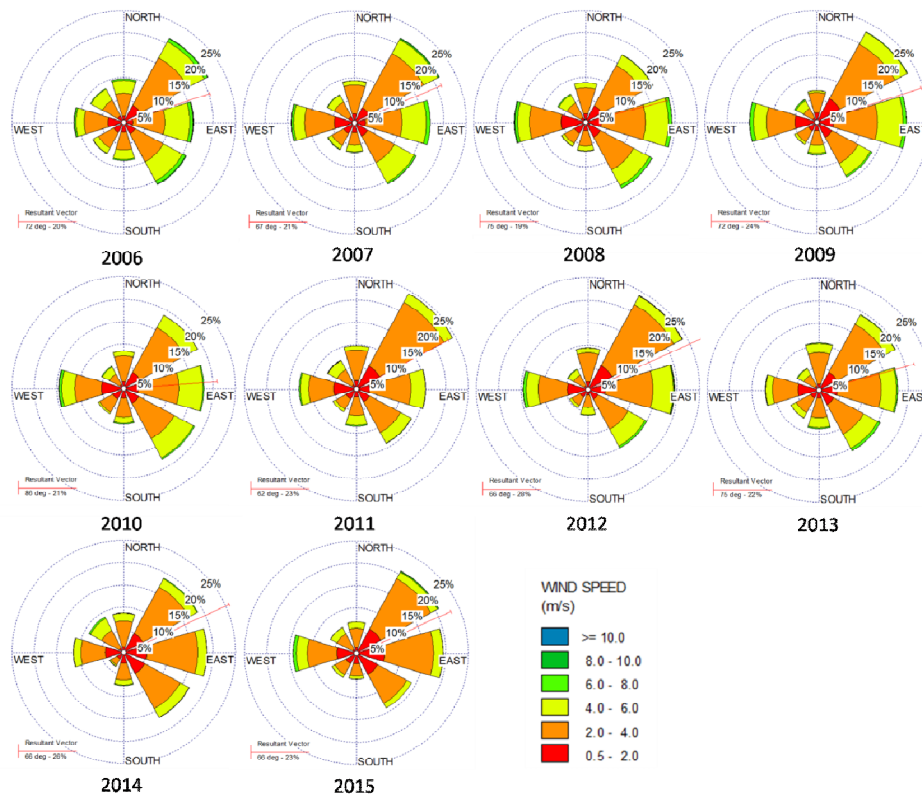 NORTH
25%
20%
15%
10%
5%
WEST
EAST
SOUTH
Resultant Vector
72 deg - 20%
2006
NORTH
25%
20%
15%
10%
5%
WEST
EAST
SOUTH
Resultant Vector
67 deg - 21%
2007
NORTH
25%
20%
15%
10%
5%
WEST
EAST
SOUTH
Resultant Vector
75 deg - 19%
2008
NORTH
25%
20%
15%
10%
5%
WEST
EAST
SOUTH
Resultant Vector
72 deg - 24%
2009
NORTH
25%
20%
15%
10%
5%
WEST
EAST
SOUTH
Resultant Vector
deg - 21%
2010
NORTH
25%
20%
15%
10%
5%
WEST
EAST
SOUTH
Resultant Vector
62 deg - 23%
2011
NORTH
25%
20%
15%
10%
5%
WEST
EAST
SOUTH
Resultant Vector
66 deg - 28%
2012
NORTH
25%
20%
15%
10%
5%
WEST
EAST
SOUTH
Resultant Vector
75 deg - 22%
2013
NORTH
25%
20%
15%
10%
5%
WEST
EAST
SOUTH
Resultant Vector
66 deg - 26%
2014
NORTH
25%
20%
15%
10%
5%
WEST
EAST
SOUTH
Resultant Vector
66 deg - 23%
2015
WIND SPEED
(m/s)
>= 10.0
8.0 - 10.0
6.0 - 8.0
4.0 - 6.0
2.0 - 4.0
0.5 - 2.0